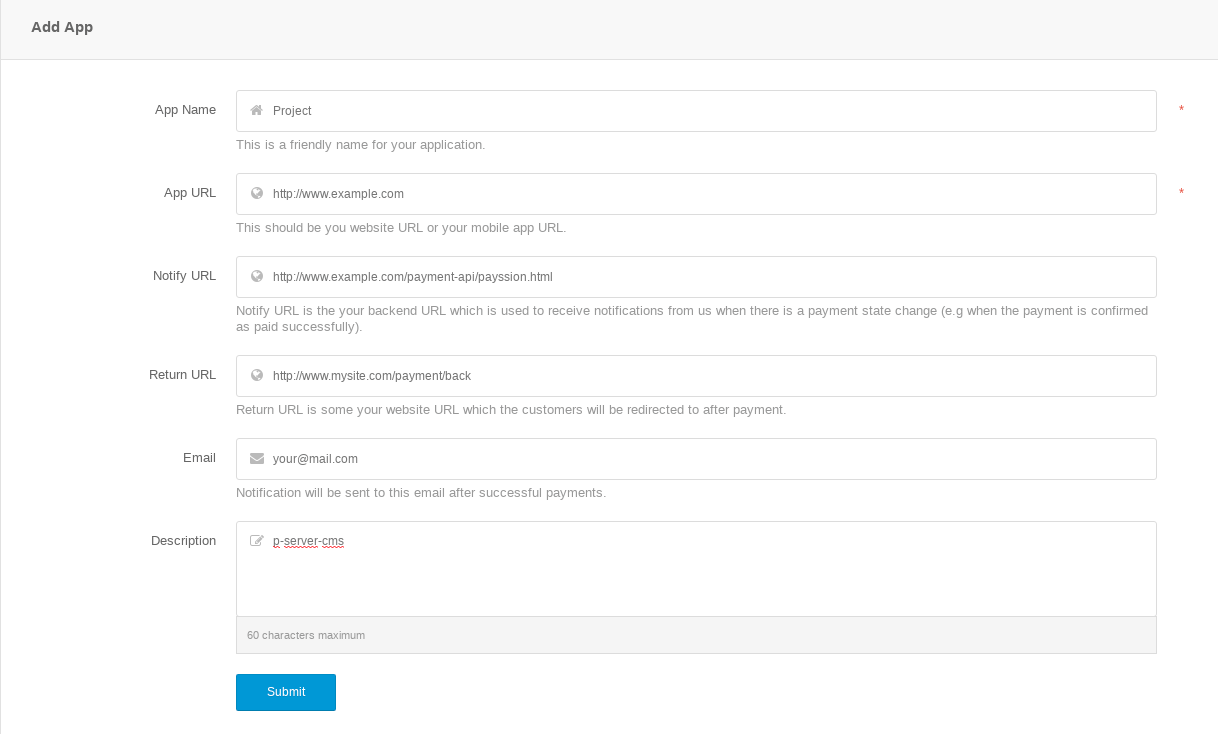 Add App
App Name
Project
*
This is a friendly name for your application.
App URL
http://www.example.com
*
This should be you website URL or your mobile app URL.
Notify URL
http://www.example.com/payment-api/payssion.html
Notify URL is the your backend URL which is used to receive notifications from us when there is a payment state change (e.g when the payment is confirmed
as paid successfully).
Return URL
http://www.mysite.com/payment/back
Return URL is some your website URL which the customers will be redirected to after payment.
Email
your@mail.com
Notification will be sent to this email after successful payments.
Description
p-server-cms
60 characters maximum
Submit